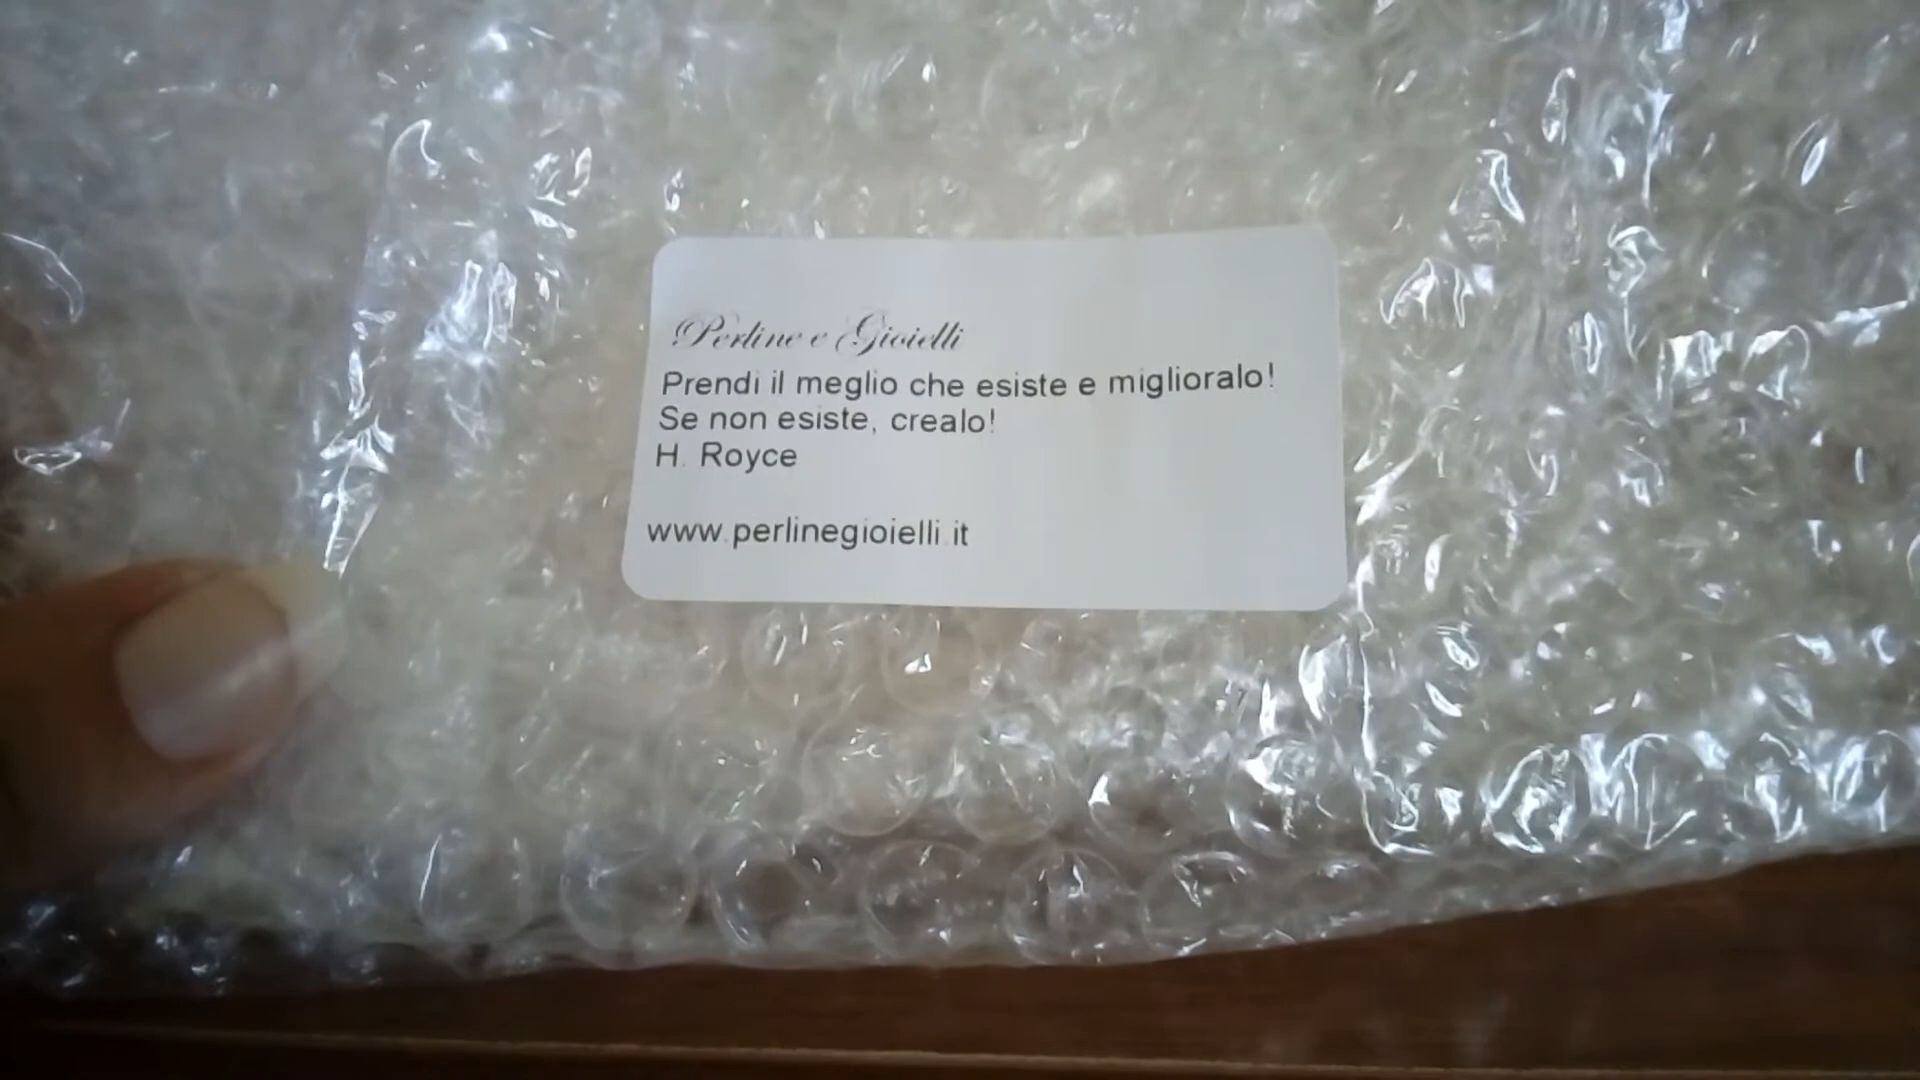 Perline e Gioielli
Prendi il meglio che esiste e miglioralo!
Se non esiste, crealo!
H. Royce
www.perlinegioielli.it